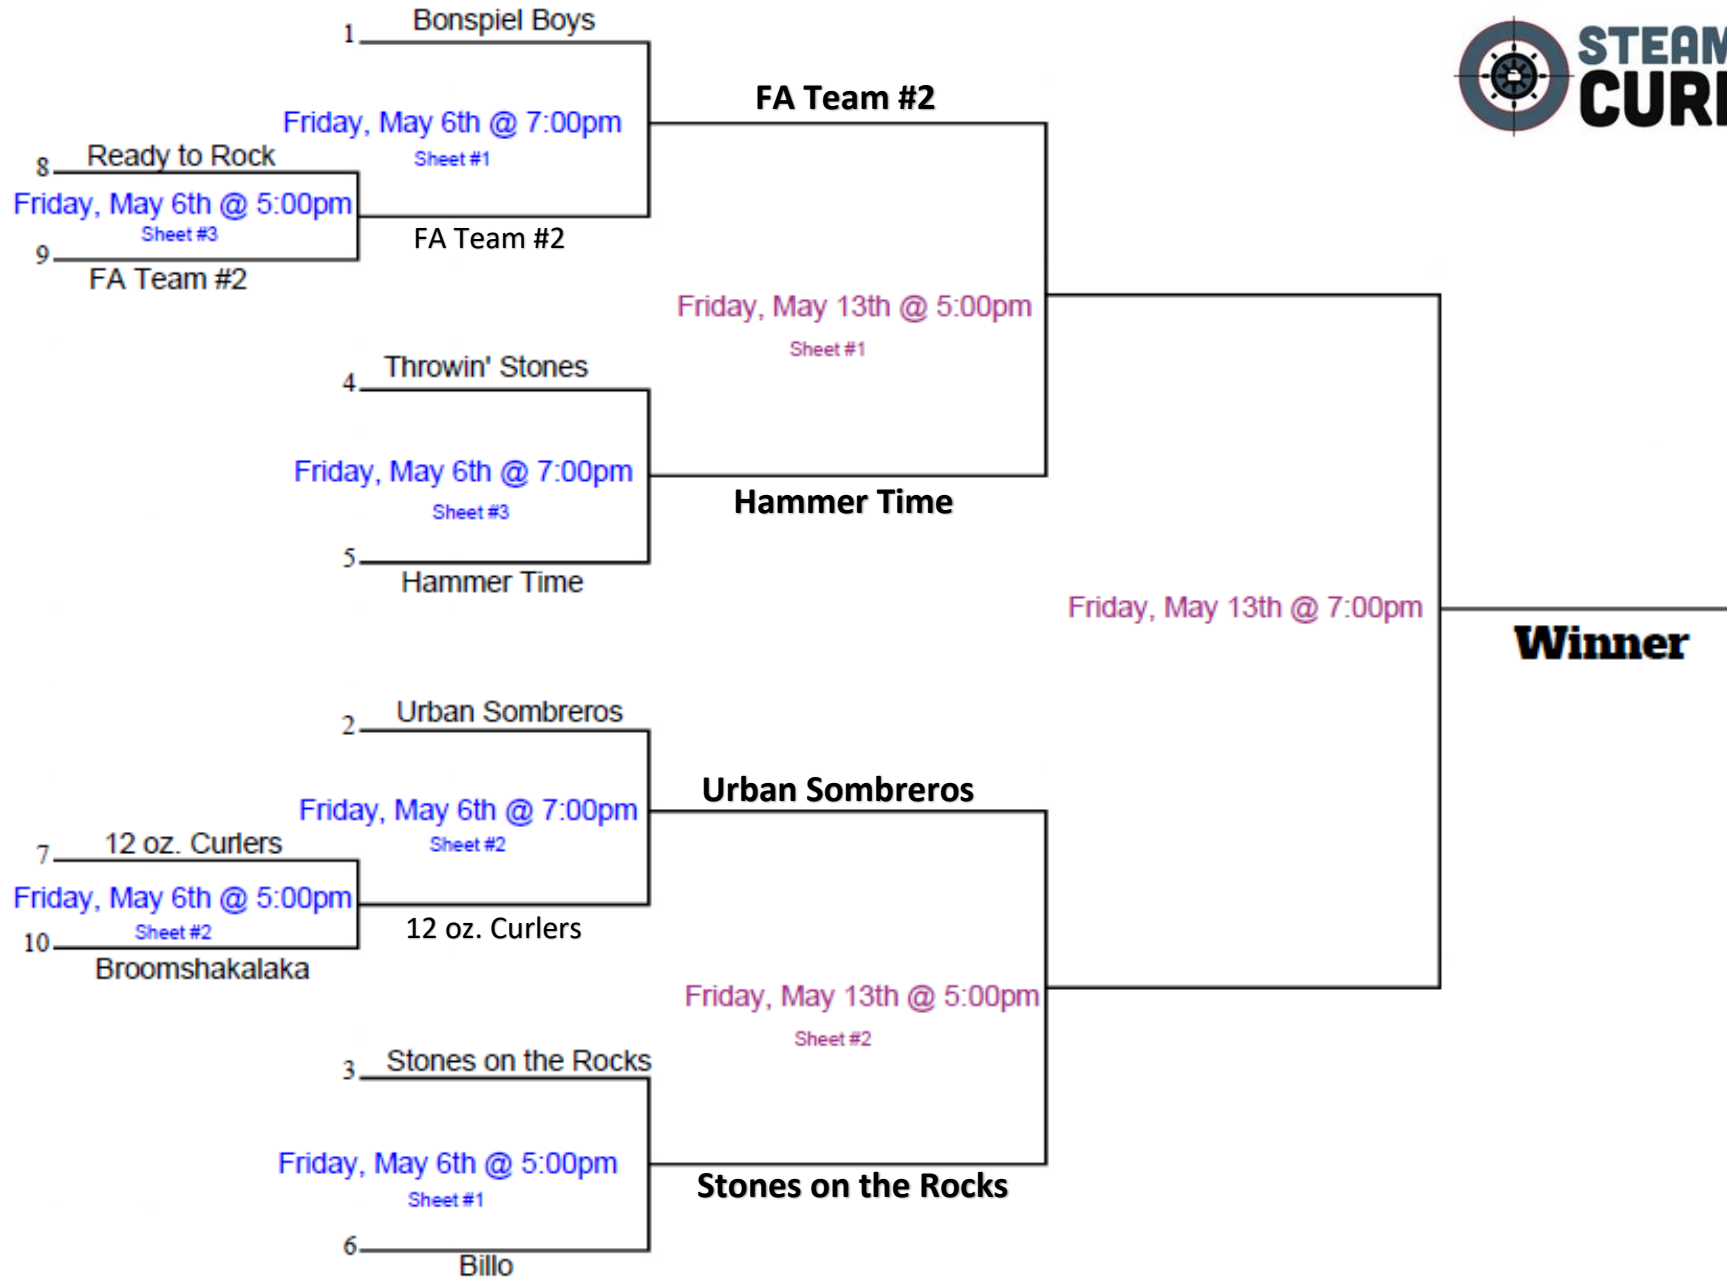 1 Bonspiel Boys
STEAM
CURL
FA Team #2
Friday, May 6th @ 7:00pm
Sheet #1
8 Ready to Rock
Friday, May 6th @ 5:00pm
Sheet #3
9
FA Team #2
FA Team #2
Friday, May 13th @ 5:00pm
Sheet #1
4 Throwin' Stones
Friday, May 6th @ 7:00pm
Sheet #3
Hammer Time
5
Hammer Time
Friday, May 13th @ 7:00pm
Winner
2 Urban Sombreros
Urban Sombreros
Friday, May 6th @ 7:00pm
Sheet #2
7 12 oz. Curlers
Friday, May 6th @ 5:00pm
Sheet #2
10
Broomshakalaka
12 oz. Curlers
Friday, May 13th @ 5:00pm
Sheet #2
3 Stones on the Rocks
Friday, May 6th @ 5:00pm
Sheet #1
Stones on the Rocks
6
Billo